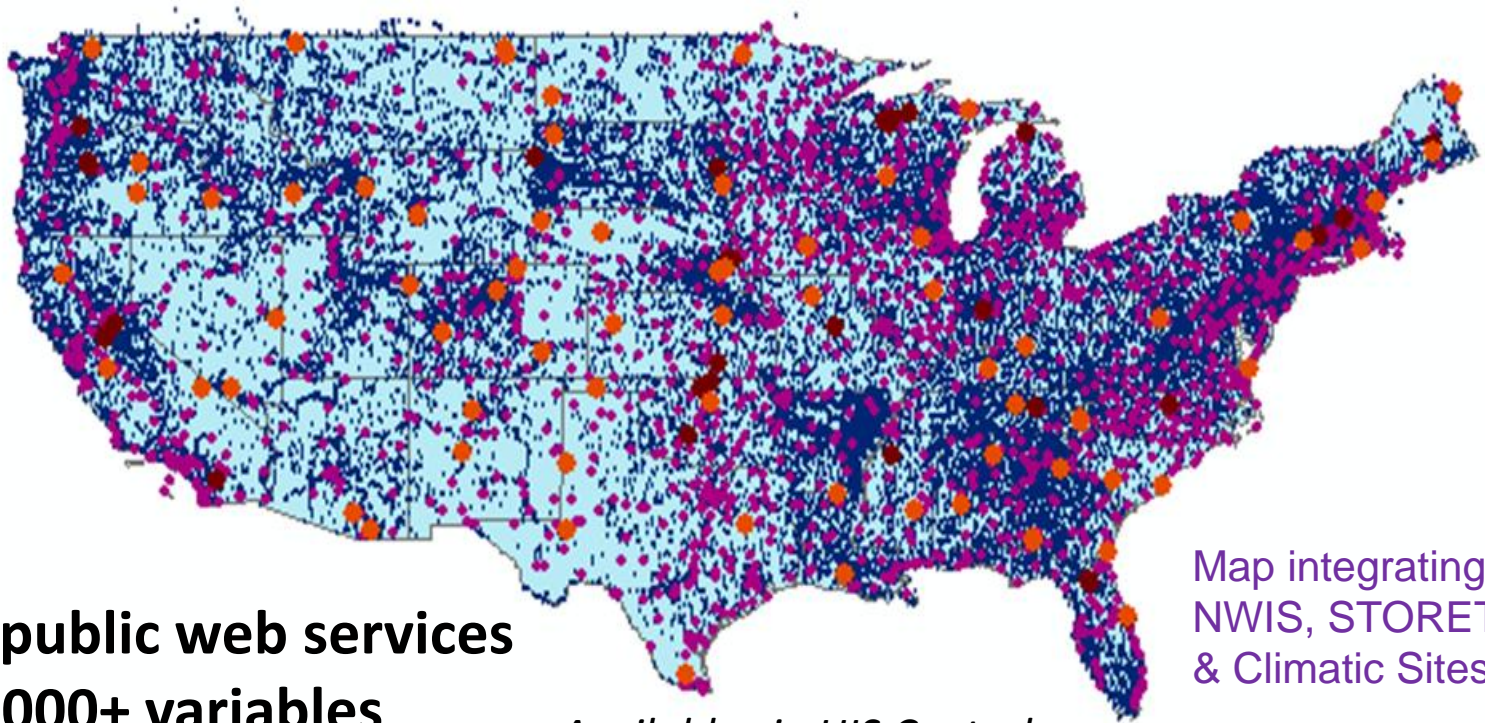 Map integrating
NWIS, STORET
& Climatic Sites
public web services
000+ variables